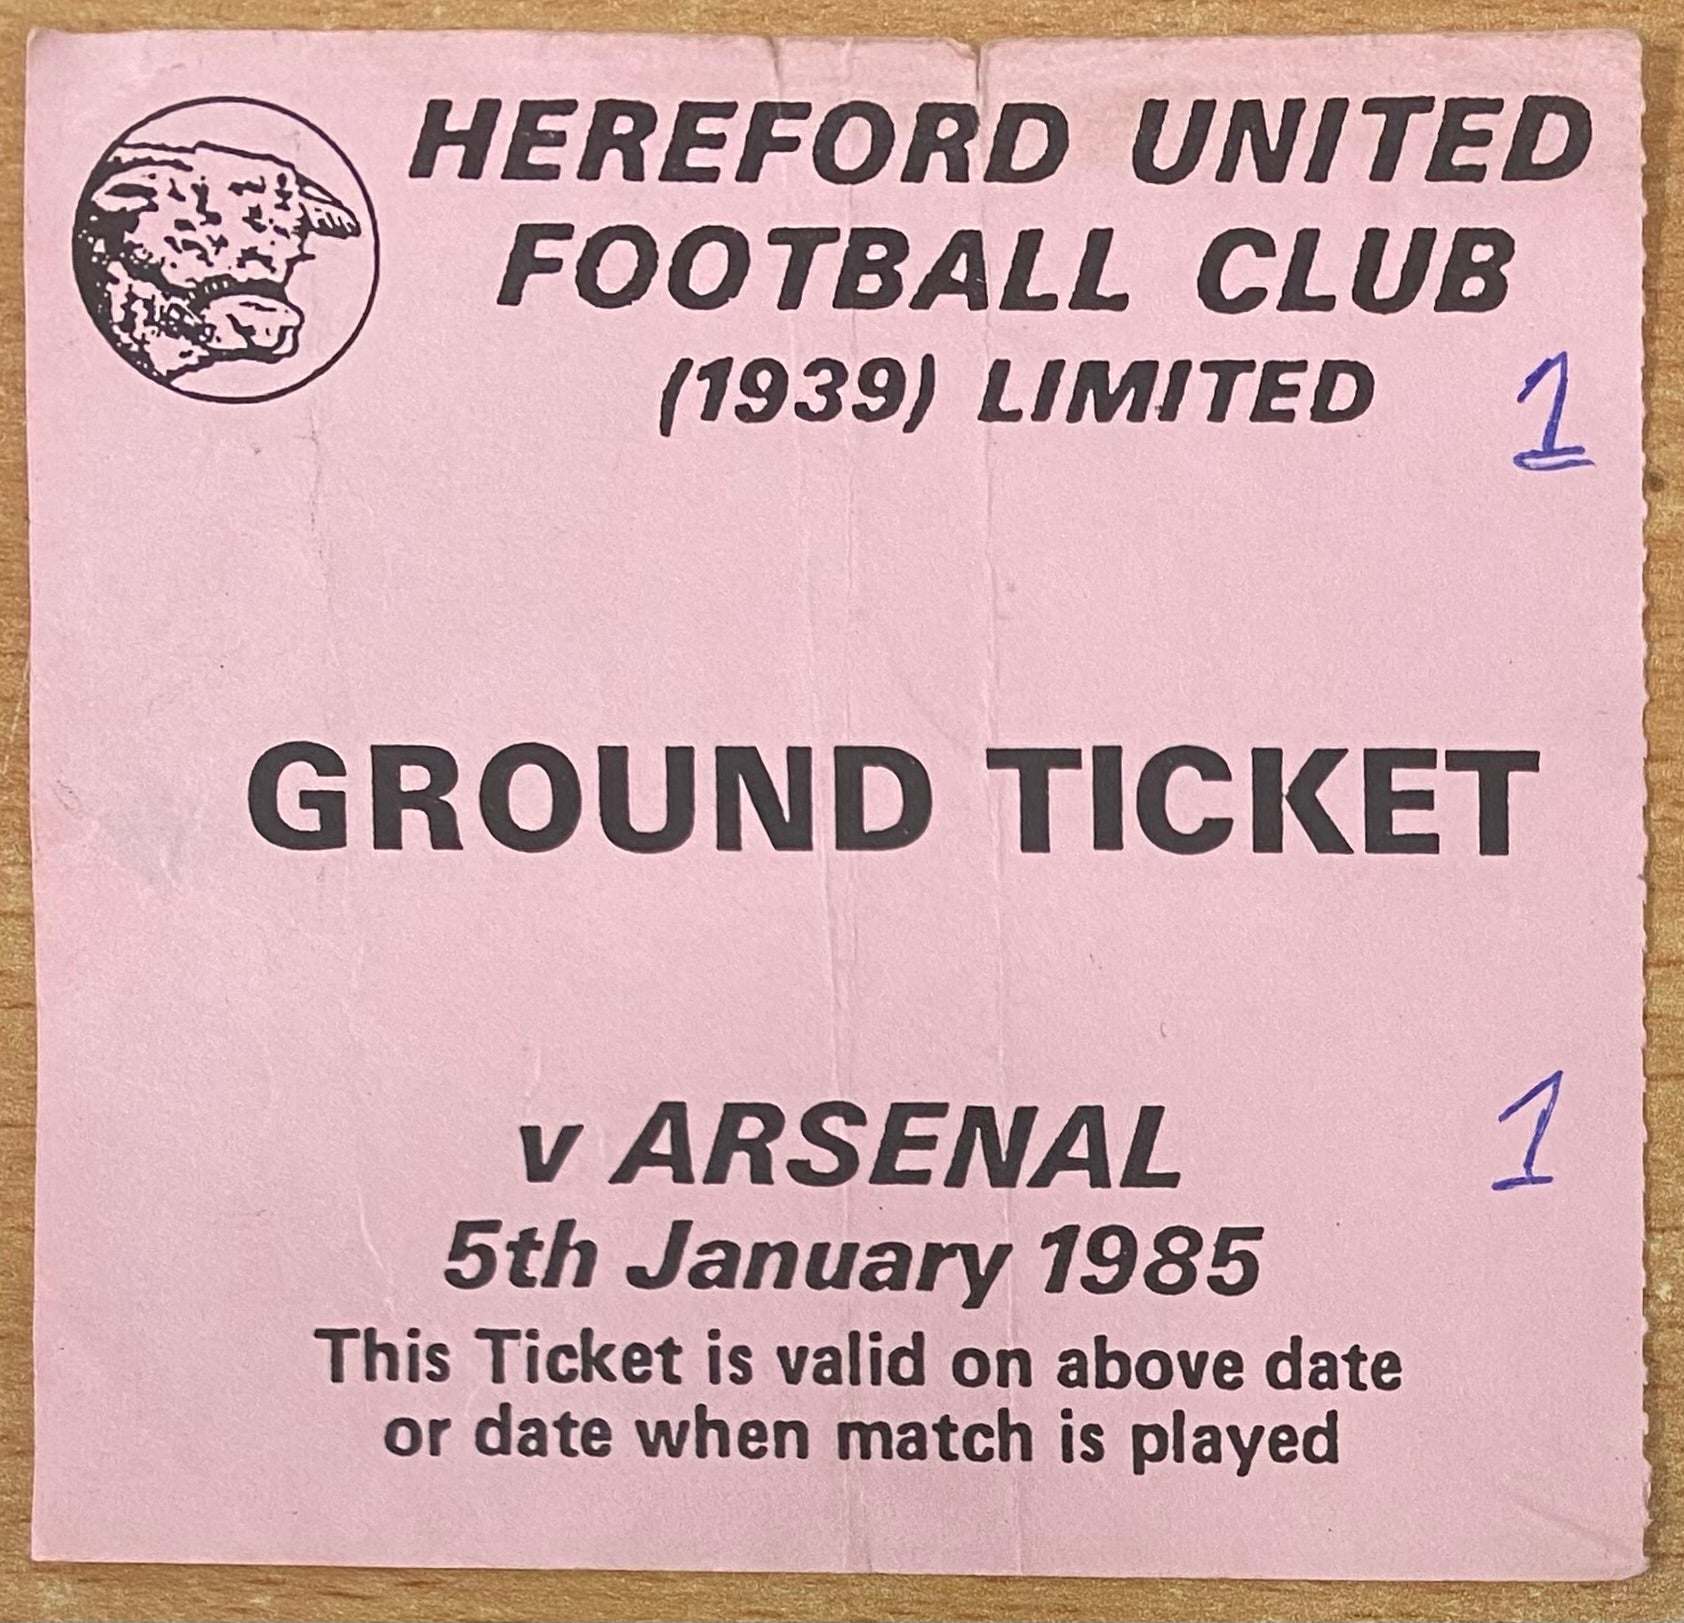 HEREFORD UNITED
FOOTBALL CLUB
(1939) LIMITED
1
GROUND TICKET
v ARSENAL
1
5th January 1985
This Ticket is valid on above date
or date when match is played